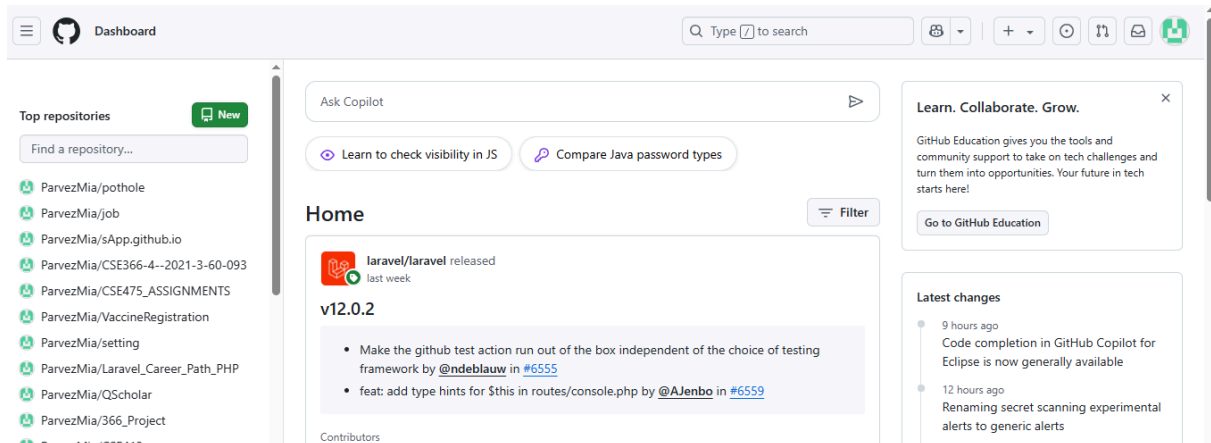 Dashboard
Type / to search
Top repositories
New
Find a repository...
ParvezMia/pothole
ParvezMia/job
ParvezMia/sApp.github.io
ParvezMia/CSE366-4--2021-3-60-093
ParvezMia/CSE475_ASSIGNMENTS
ParvezMia/VaccineRegistration
ParvezMia/setting
ParvezMia/Laravel_Career_Path_PHP
ParvezMia/QScholar
ParvezMia/366_Project
Ask Copilot
Learn to check visibility in JS
Compare Java password types
Home
Filter
laravel/laravel released
last week
v12.0.2
• Make the github test action run out of the box independent of the choice of testing
framework by @ndeblauw in #6555
• feat: add type hints for $this in routes/console.php by @AJenbo in #6559
Contributors
Learn. Collaborate. Grow.
GitHub Education gives you the tools and
community support to take on tech challenges and
turn them into opportunities. Your future in tech
starts here!
Go to GitHub Education
Latest changes
9 hours ago
Code completion in GitHub Copilot for
Eclipse is now generally available
12 hours ago
Renaming secret scanning experimental
alerts to generic alerts